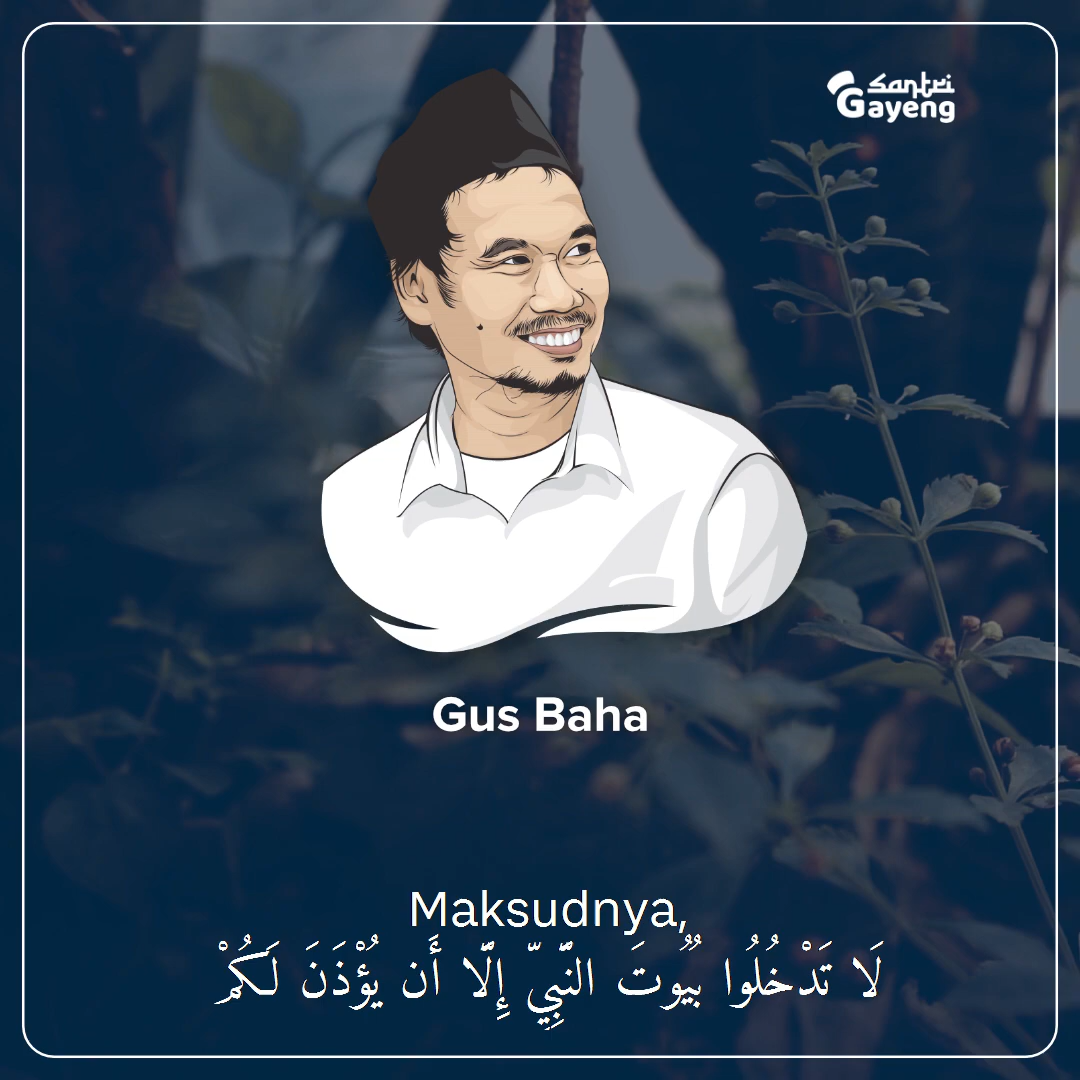 Santri
Gayeng
Gus Baha
Maksudnya,
لَا تَدْخُلُوا بُيُوتَ النَّبِيِّ إِلَّا أَن يُؤْذَنَ لَكُمْ